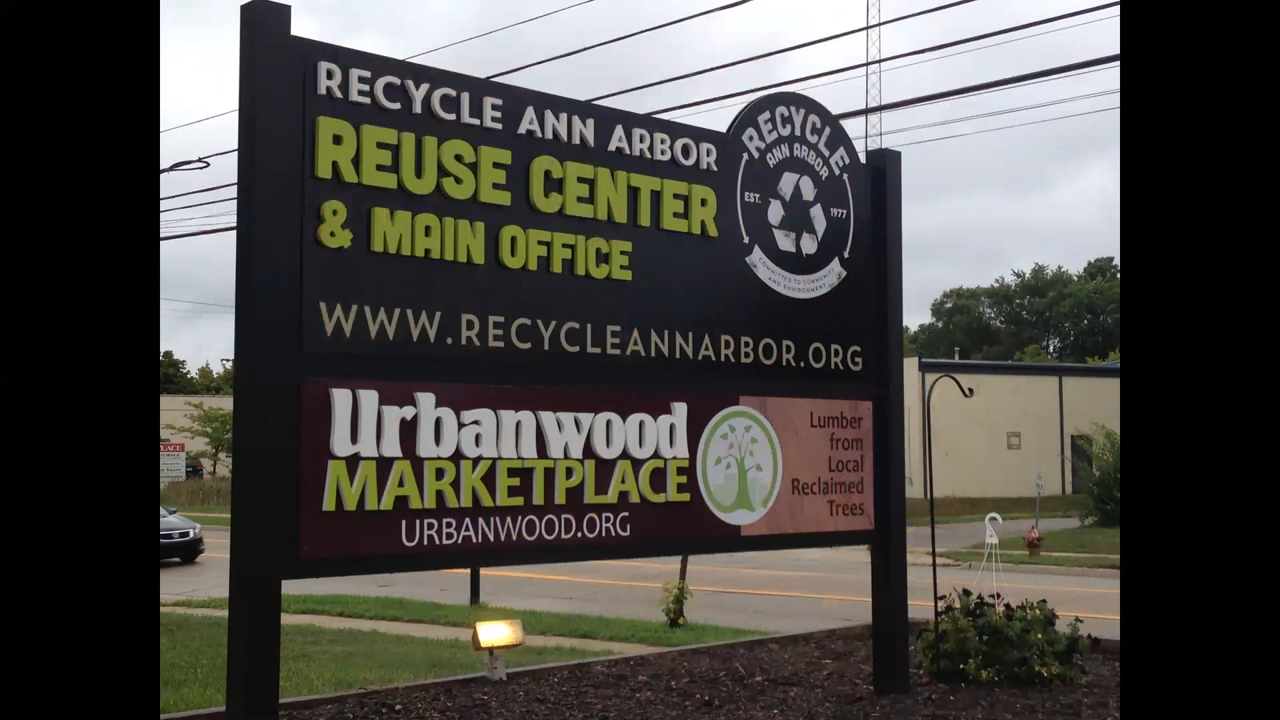 RECYCLE ANN ARBOR
REUSE CENTER
& MAIN OFFICE
WWW.RECYCLEANNARBOR.ORG
RECYCLE
ANN ARBOR
EST. 1977
COMMITTED TO COMMUNITY
AND ENVIRONMENT
Urbanwood
MARKETPLACE
URBANWOOD.ORG
Lumber
from
Local
Reclaimed
Trees